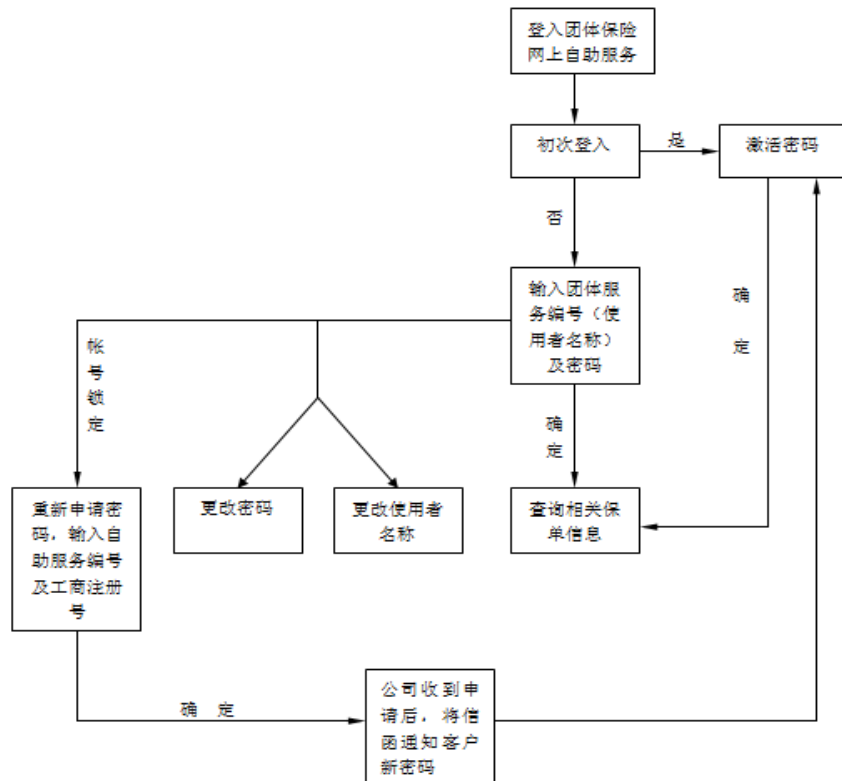 登入团体保险
网上自助服务
初次登入
是
激活密码
否
输入团体服
务编号（使
用者名称）
及密码
确
定
帐
号
锁
定
确
定
重新申请密
码，输入自
助服务编号
及工商注册
号
更改密码
更改使用者
名称
查询相关保
单信息
确 定
公司收到申
请后，将信
函通知客户
新密码